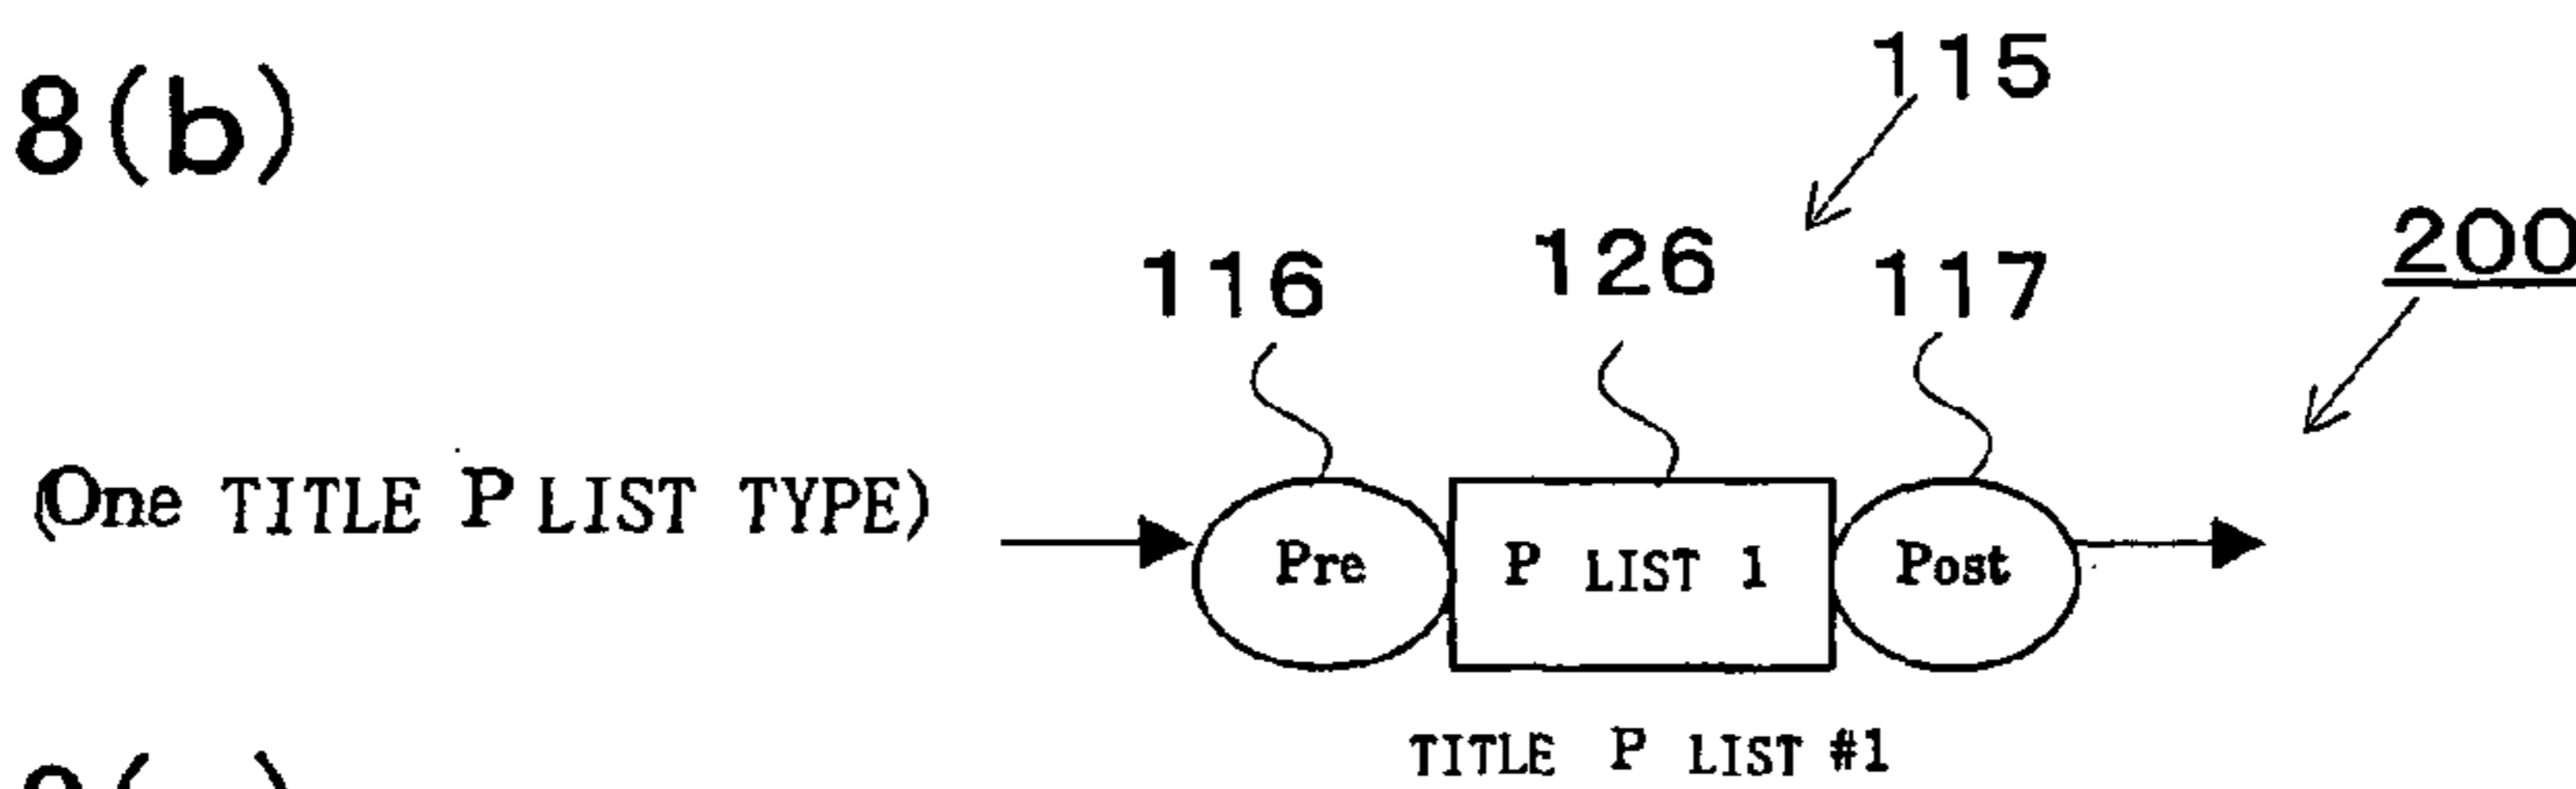 8(b)
115
116 126 117 200
(One TITLE P LIST TYPE)
Pre P LIST 1 Post
TITLE P LIST #1